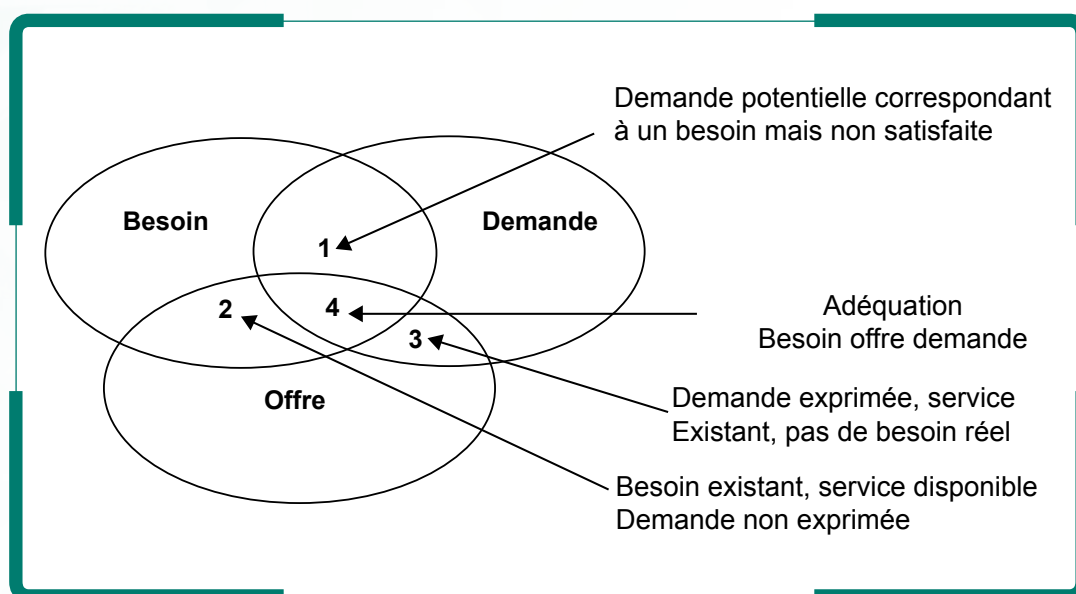 Demande potentielle correspondant
à un besoin mais non satisfaite
Besoin
Demande
1
2
4
3
Adéquation
Besoin offre demande
Offre
Demande exprimée, service
Existant, pas de besoin réel
Besoin existant, service disponible
Demande non exprimée